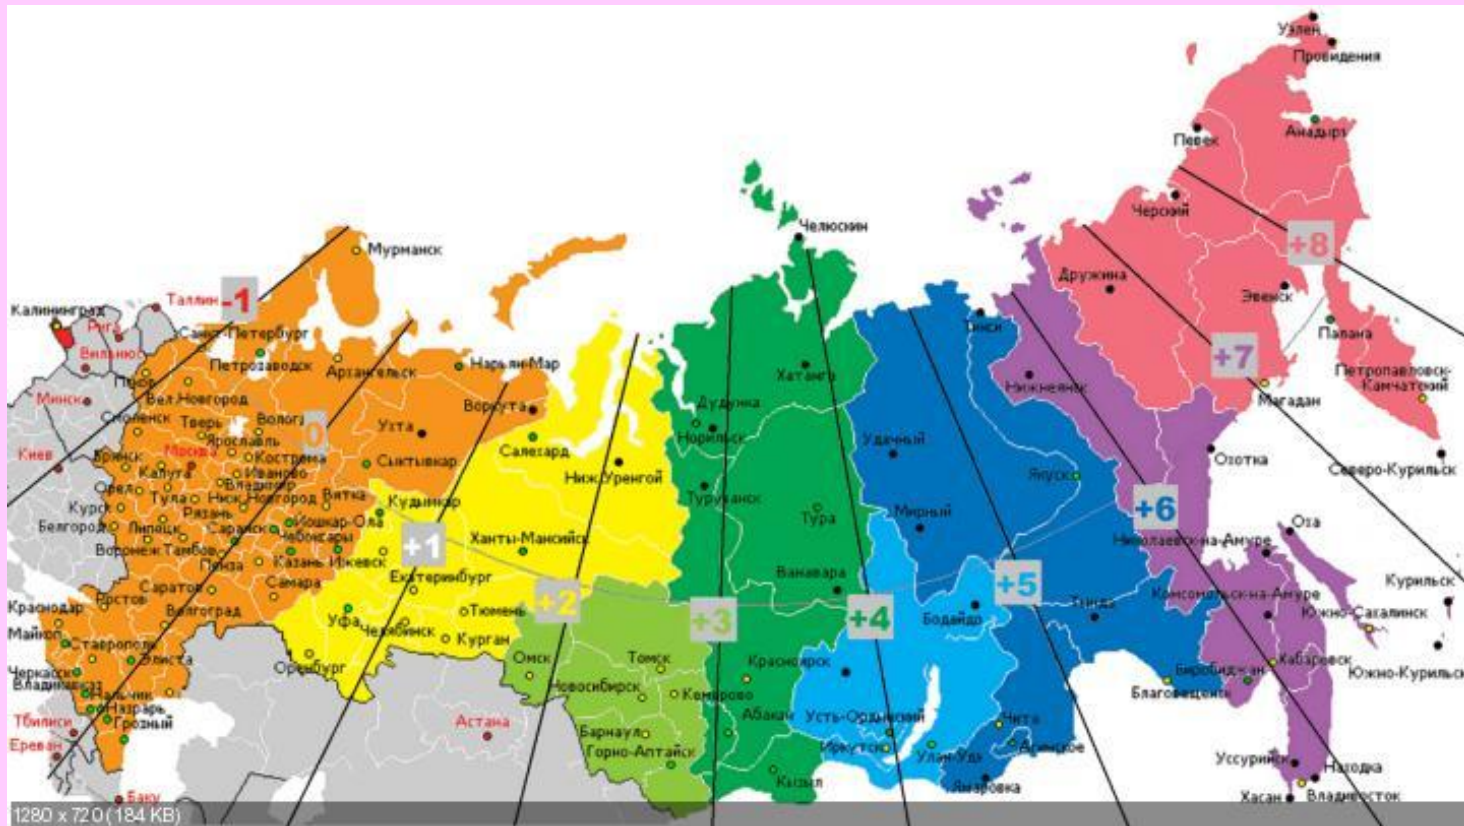 Уэлен
Провидения
Анадырь
Певек
Черский
Челюскин
Мурманск
+8
Дружина
Эвенск
-1
Таллин
Калининград
Рига
Санкт-Петербург
Тикси
Папана
Вильнюс
Петрозаводск
Архангельск
Нарьян-Мар
+7
Хатанга
Петропавловск-
Камчатский
Псков
Нижнеянск
Минск
Вел.Новгород
Магадан
Смоленск
Тверь
Вологда
Воркута
Дудинка
0
Ухта
Норильск
Ярославль
Удачный
Киев
Брянск
Москва
Кострома
Салехард
Охотка
Северо-Курильск
Калуга
Иваново
Сыктывкар
Ниж.Уренгой
Якуск
Владимир
Орел
Тула
Ниж.Новгород
Вятка
Кудымкар
Туруханск
Курск
Рязань
+6
Белгород
Липецк
Саранск
Йошкар-Ола
Тура
Мирный
Оха
Чебоксары
Ханты-Мансийск
Николаевск-на-Амуре
Воронеж
Тамбов
+1
Пенза
Казань
Ижевск
Екатеринбург
Ванавара
+5
Курильск
Саратов
Самара
Комсомольск-на-Амуре
Краснодар
Ростов
Волгоград
Тюмень
+2
+3
+4
Бодайбо
Тында
Южно-Сахалинск
Майкоп
Уфа
Челябинск
Ставрополь
Курган
Черкасск
Элиста
Оренбург
Омск
Томск
Красноярск
Биробиджан
Хабаровск
Южно-Курильск
Владикавказ
Новосибирск
Кемерово
Благовещенск
Нальчик
Назрань
Тбилиси
Грозный
Астана
Абакан
Усть-Ордынский
Чита
Ереван
Барнаул
Иркутск
Агинское
Горно-Алтайск
Улан-Удэ
Уссурийск
Находка
Кызыл
Баку
Хасан
Владивосток
1280 x 720 (184 KB)